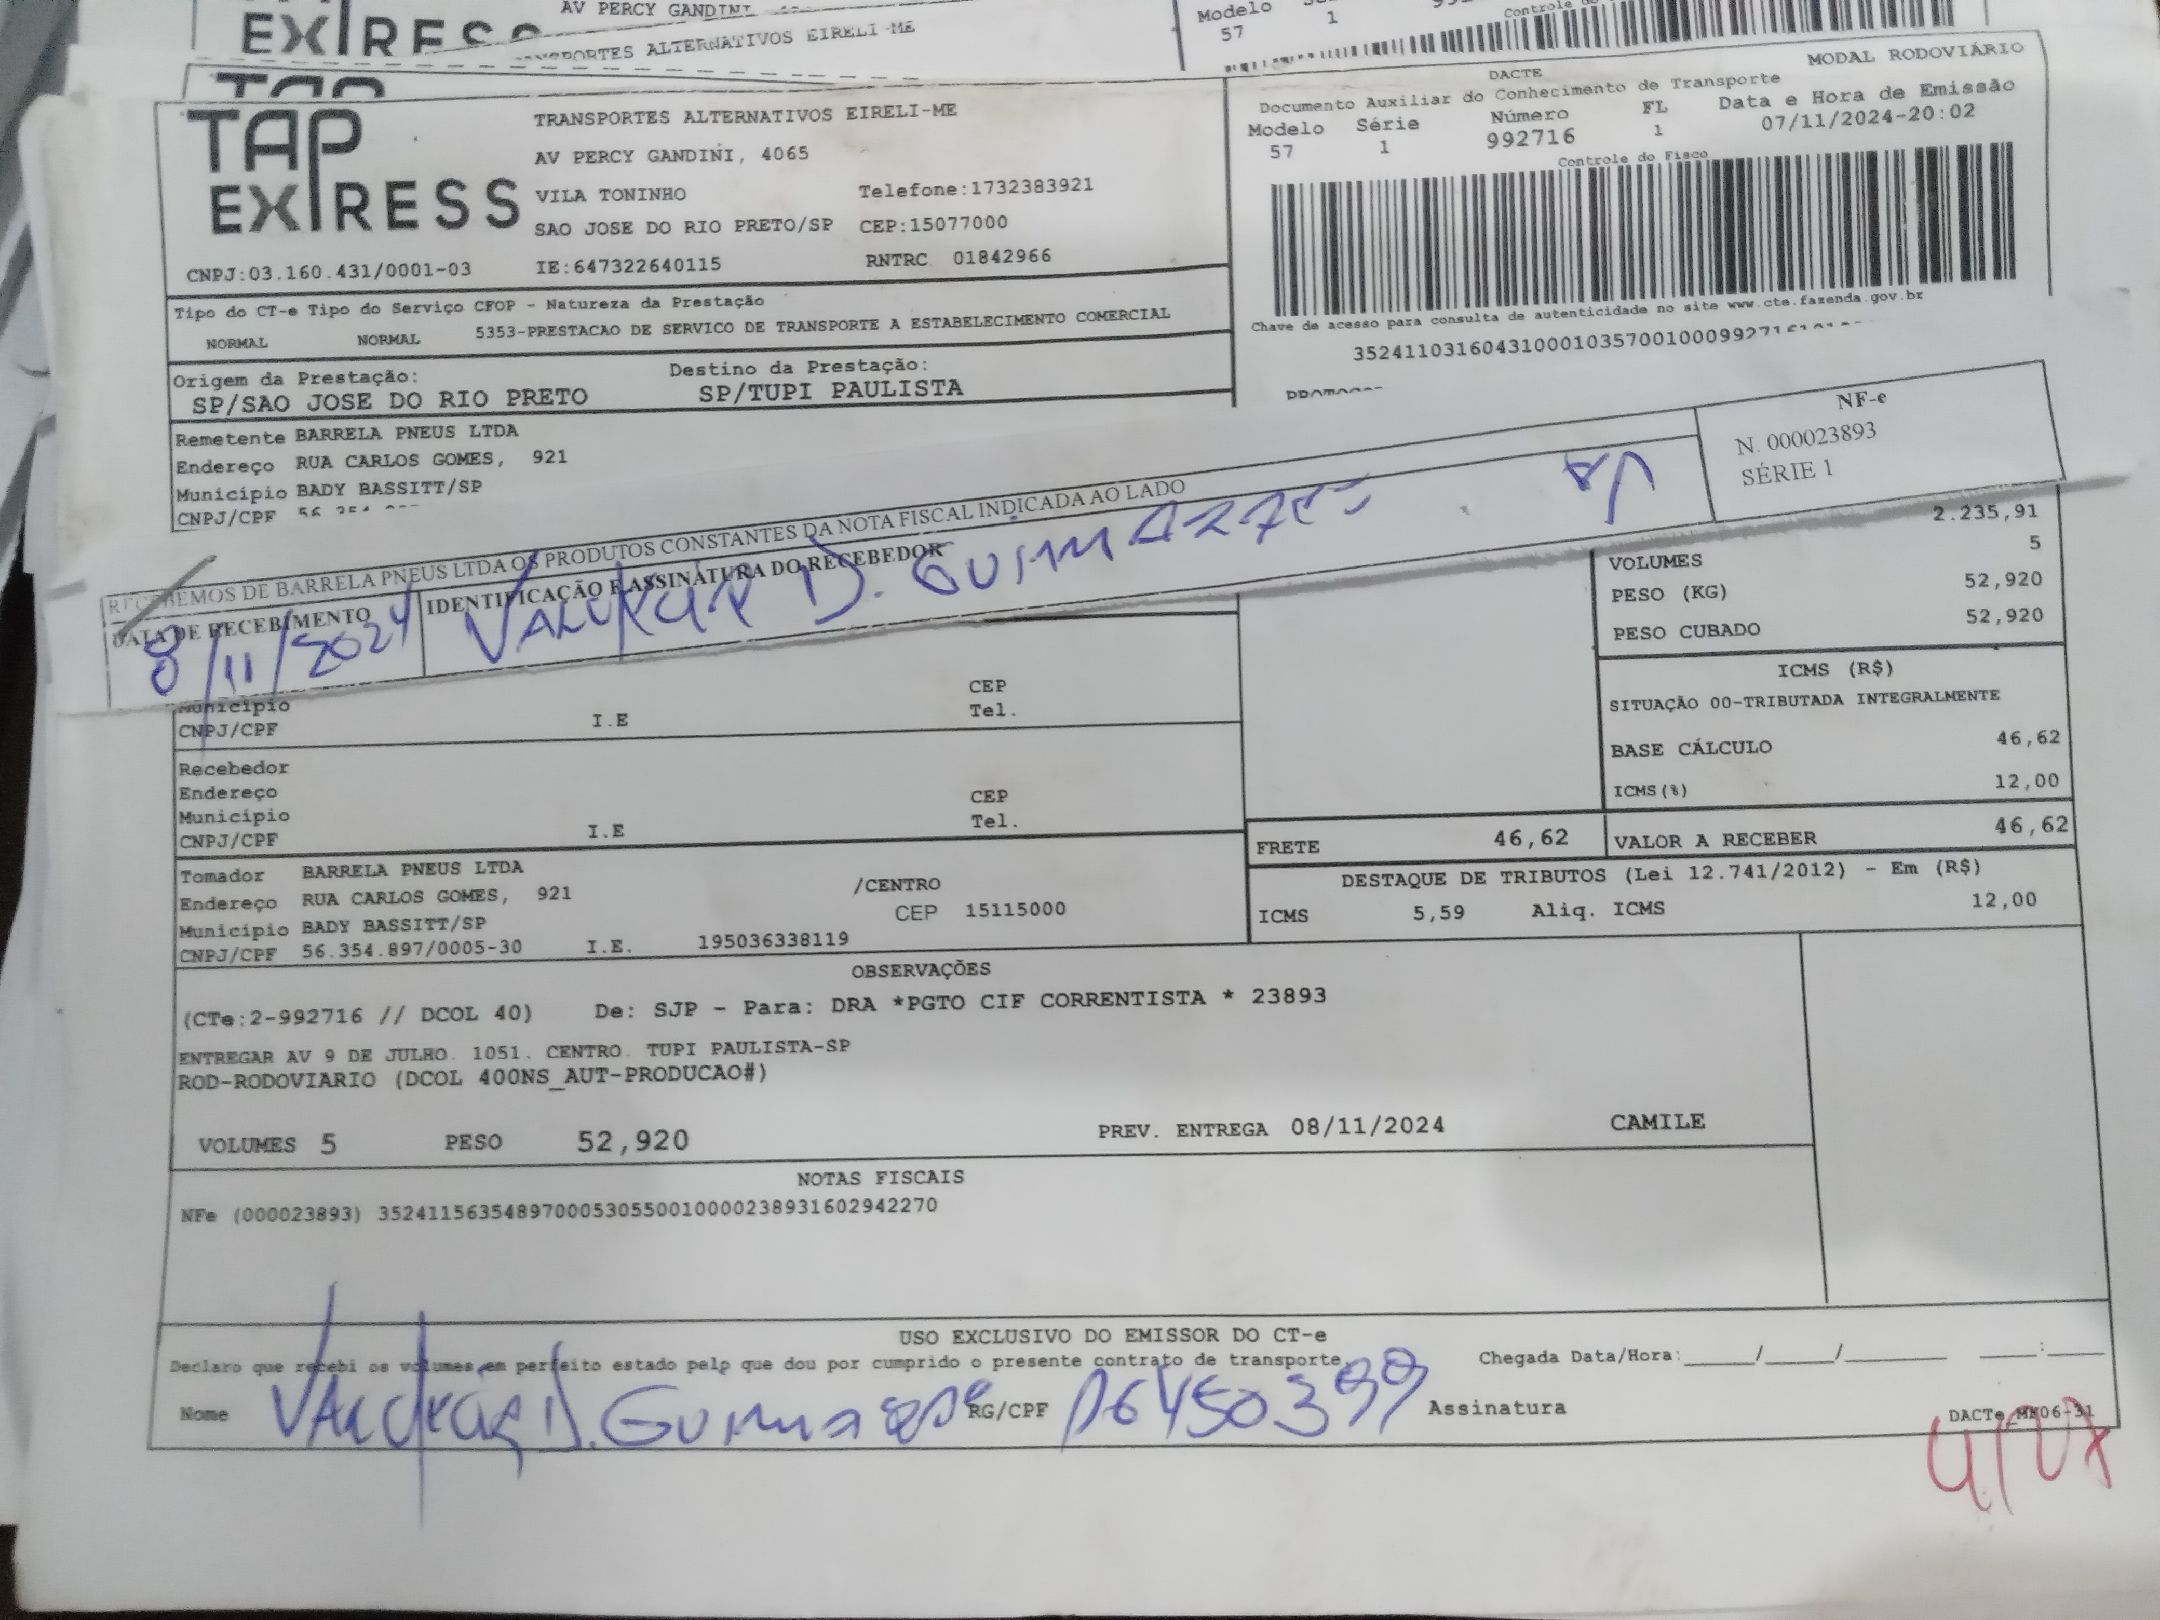 AV PERCY GANDINI
EXPRESS
TRANSPORTES ALTERNATIVOS EIRELI-ME
Modelo
57
1
Controle do
TAP
EXPRESS
TRANSPORTES ALTERNATIVOS EIRELI-ME
AV PERCY GANDINI, 4065
VILA TONINHO Telefone:1732383921
SAO JOSE DO RIO PRETO/SP CEP:15077000
CNPJ:03.160.431/0001-03 IE:647322640115 RNTRC 01842966
DACTE MODAL RODOVIÁRIO
Documento Auxiliar do Conhecimento de Transporte
Modelo Série Número FL Data e Hora de Emissão
57 1 992716 1 07/11/2024-20:02
Controle do Fisco
Chave de acesso para consulta de autenticidade no site www.cte.fazenda.gov.br
Tipo do CT-e Tipo do Serviço CFOP - Natureza da Prestação
NORMAL NORMAL 5353-PRESTACAO DE SERVICO DE TRANSPORTE A ESTABELECIMENTO COMERCIAL
Origem da Prestação: Destino da Prestação:
SP/SAO JOSE DO RIO PRETO SP/TUPI PAULISTA
Remetente BARRELA PNEUS LTDA
Endereço RUA CARLOS GOMES, 921
Município BADY BASSITT/SP
CNPJ/CPF
RECEBEMOS DE BARRELA PNEUS LTDA OS PRODUTOS CONSTANTES DA NOTA FISCAL INDICADA AO LADO
DATA DE RECEBIMENTO IDENTIFICAÇÃO E ASSINATURA DO RECEBEDOR
8/11/2024 D. GUIMARAES
NF-e
N. 000023893
SÉRIE 1
2.235,91
VOLUMES 5
PESO (KG) 52,920
PESO CUBADO 52,920
ICMS (R$)
SITUAÇÃO 00-TRIBUTADA INTEGRALMENTE
BASE CÁLCULO 46,62
ICMS(%) 12,00
Município CEP
CNPJ/CPF I.E Tel.
Recebedor
Endereço
Município CEP
CNPJ/CPF I.E Tel.
FRETE 46,62 VALOR A RECEBER 46,62
DESTAQUE DE TRIBUTOS (Lei 12.741/2012) - Em (R$)
ICMS 5,59 Aliq. ICMS 12,00
Tomador BARRELA PNEUS LTDA
Endereço RUA CARLOS GOMES, 921 /CENTRO
Município BADY BASSITT/SP CEP 15115000
CNPJ/CPF 56.354.897/0005-30 I.E. 195036338119
OBSERVAÇÕES
(CTe:2-992716 // DCOL 40) De: SJP - Para: DRA *PGTO CIF CORRENTISTA * 23893
ENTREGAR AV 9 DE JULHO. 1051. CENTRO. TUPI PAULISTA-SP
ROD-RODOVIARIO (DCOL 400NS_AUT-PRODUCAO#)
VOLUMES 5 PESO 52,920 PREV. ENTREGA 08/11/2024 CAMILE
NOTAS FISCAIS
NFe (000023893) 35241156354897000530550010000238931602942270
USO EXCLUSIVO DO EMISSOR DO CT-e
Declaro que recebi os volumes em perfeito estado pelo que dou por cumprido o presente contrato de transporte. Chegada Data/Hora:_____/_____/_______ ____:____
Nome D. RG/CPF Assinatura